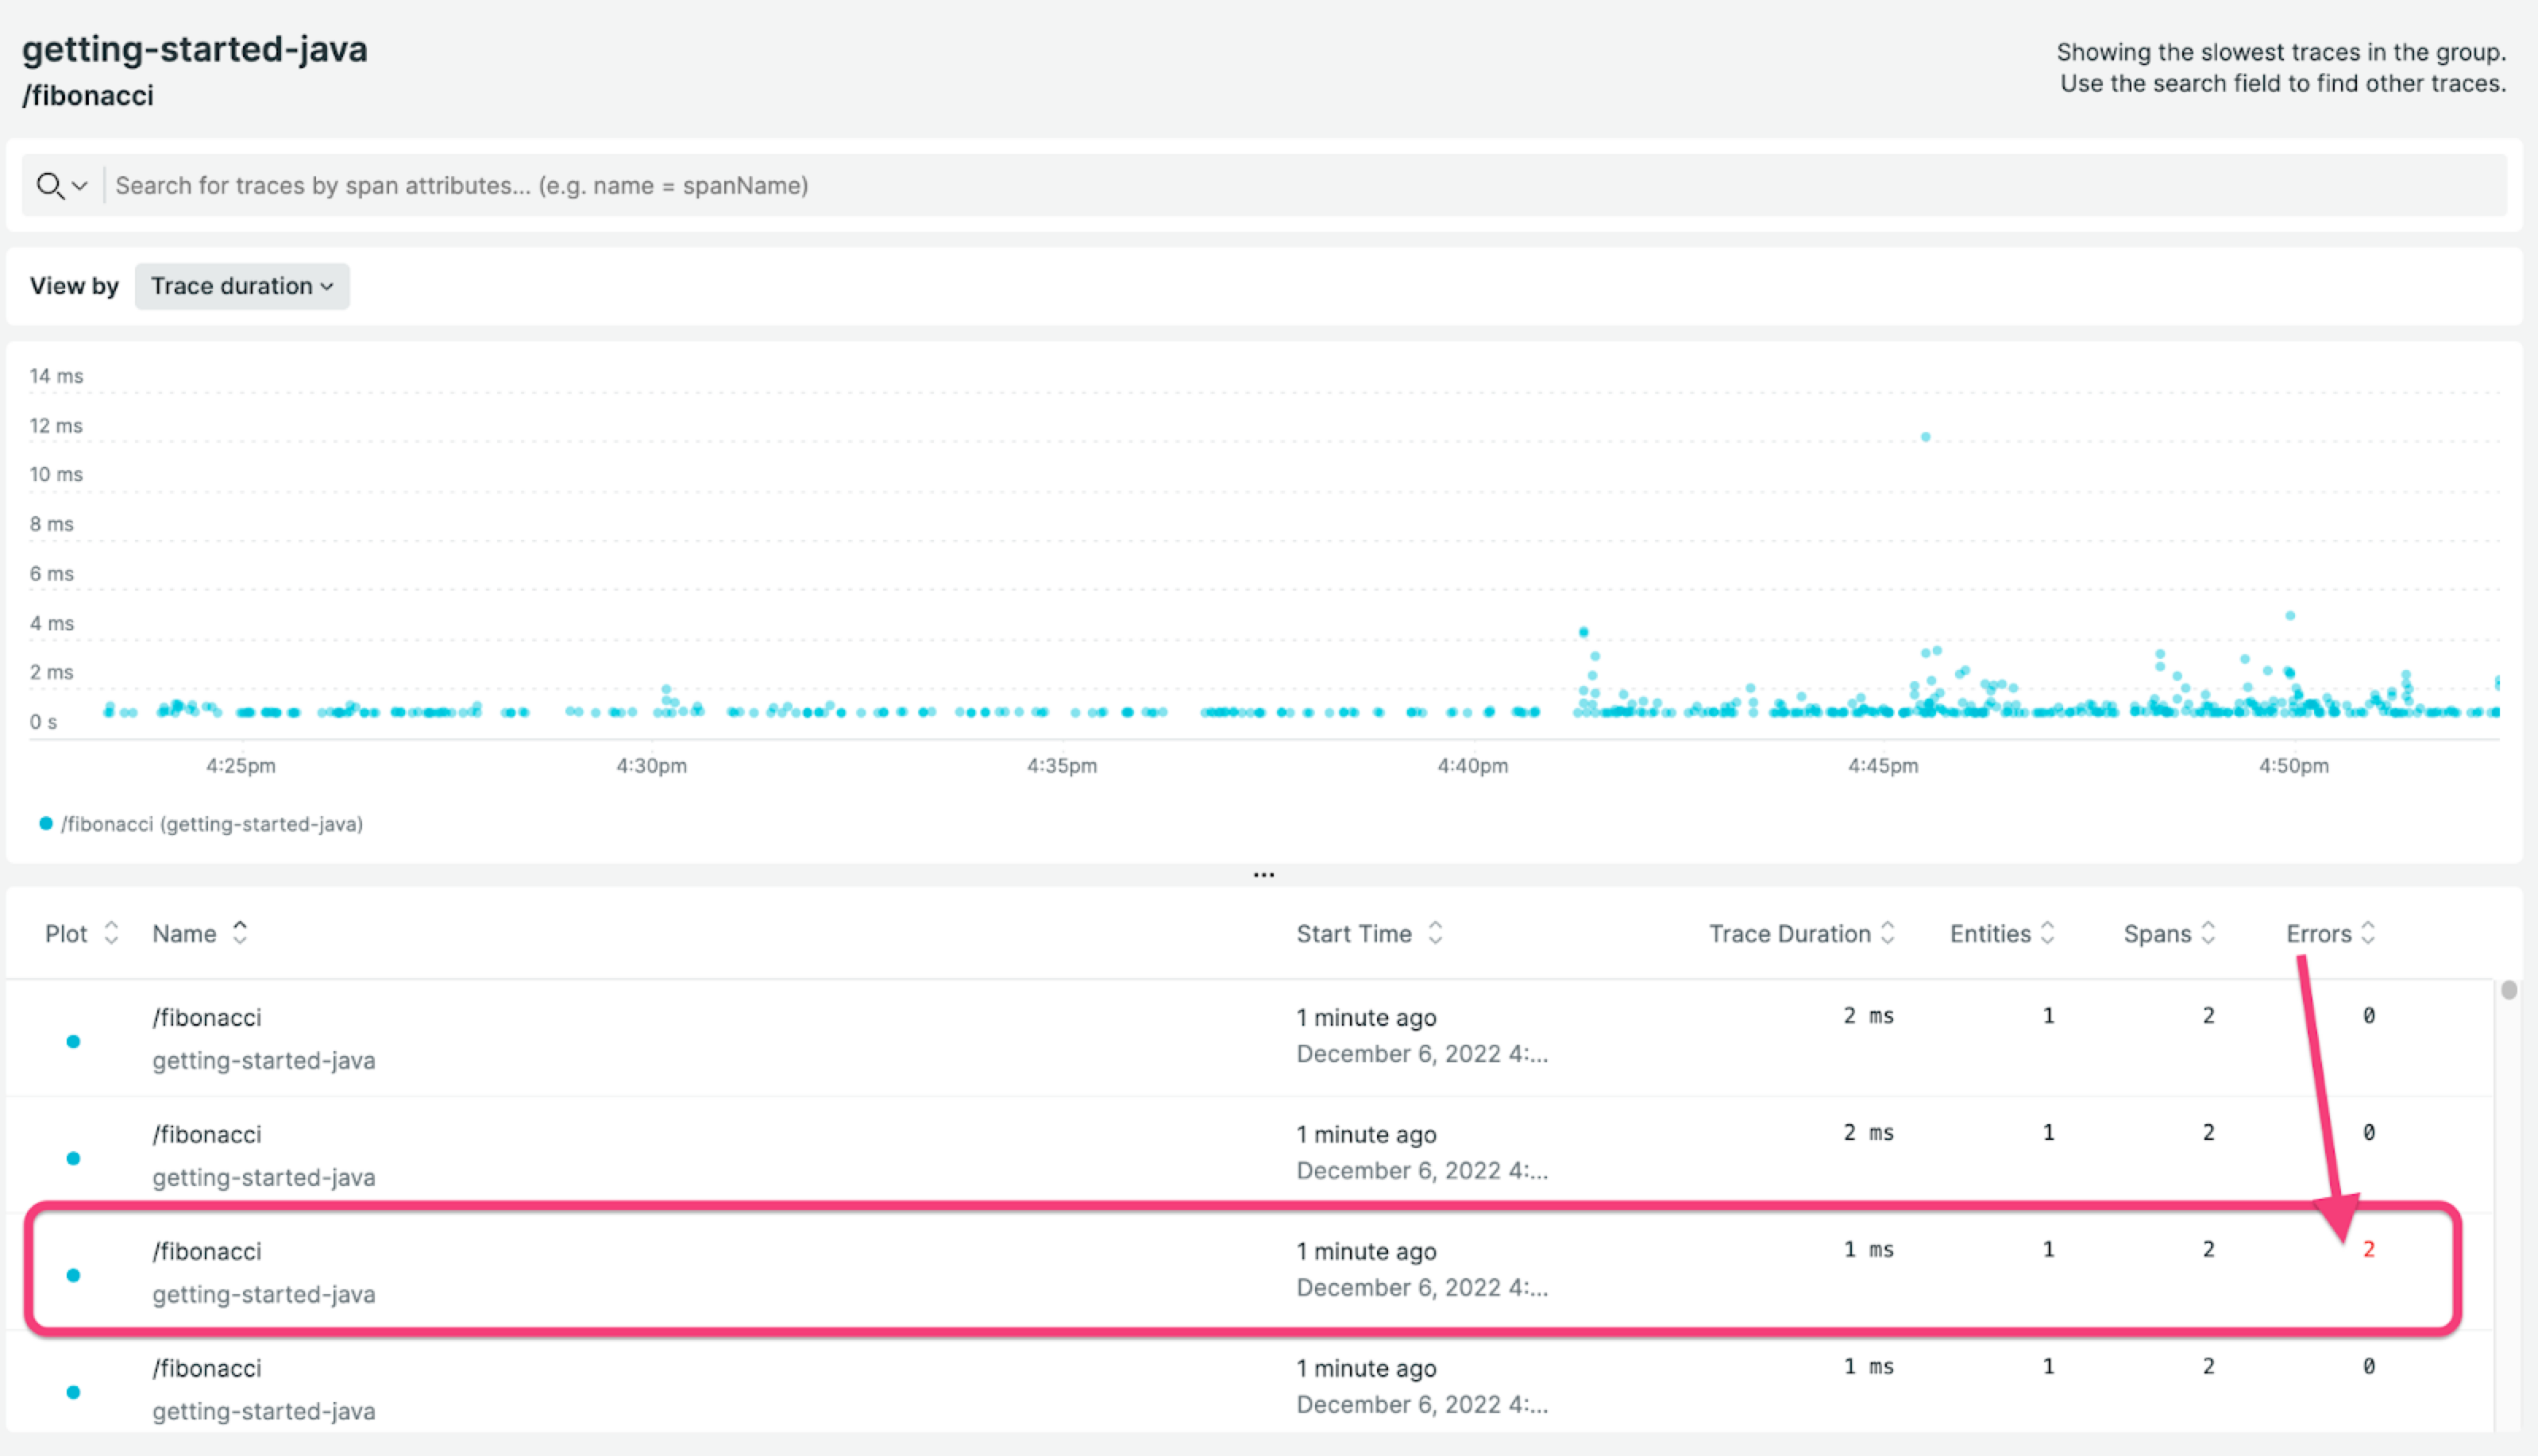 getting-started-java
/fibonacci
Showing the slowest traces in the group.
Use the search field to find other traces.
Search for traces by span attributes... (e.g. name = spanName)
View by Trace duration
14 ms
12 ms
10 ms
8 ms
6 ms
4 ms
2 ms
0 s
4:25pm 4:30pm 4:35pm 4:40pm 4:45pm 4:50pm
/fibonacci (getting-started-java)
...
Plot Name Start Time Trace Duration Entities Spans Errors
/fibonacci 1 minute ago 2 ms 1 2 0
getting-started-java December 6, 2022 4:...
/fibonacci 1 minute ago 2 ms 1 2 0
getting-started-java December 6, 2022 4:...
/fibonacci 1 minute ago 1 ms 1 2 2
getting-started-java December 6, 2022 4:...
/fibonacci 1 minute ago 1 ms 1 2 0
getting-started-java December 6, 2022 4:...